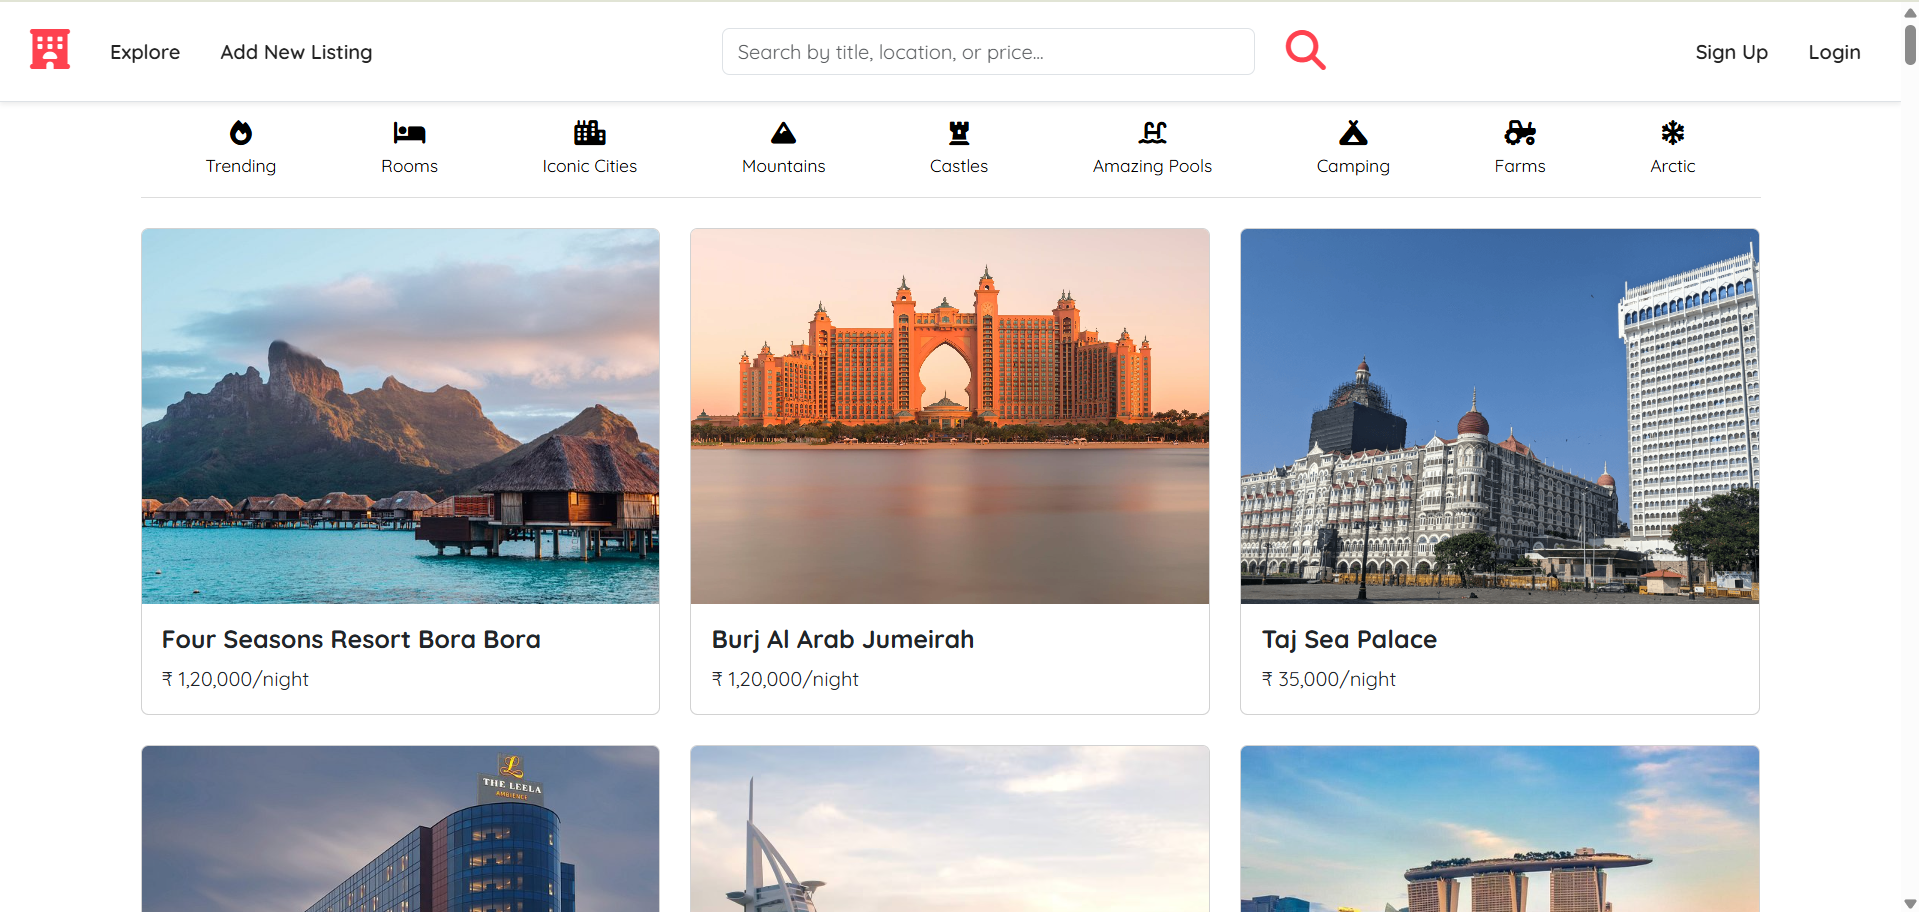 Explore
Add New Listing
Search by title, location, or price...
Sign Up
Login
Trending
Rooms
Iconic Cities
Mountains
Castles
Amazing Pools
Camping
Farms
Arctic
Four Seasons Resort Bora Bora
₹ 1,20,000/night
Burj Al Arab Jumeirah
₹ 1,20,000/night
Taj Sea Palace
₹ 35,000/night
L
THE LEELA
AMBIENCE